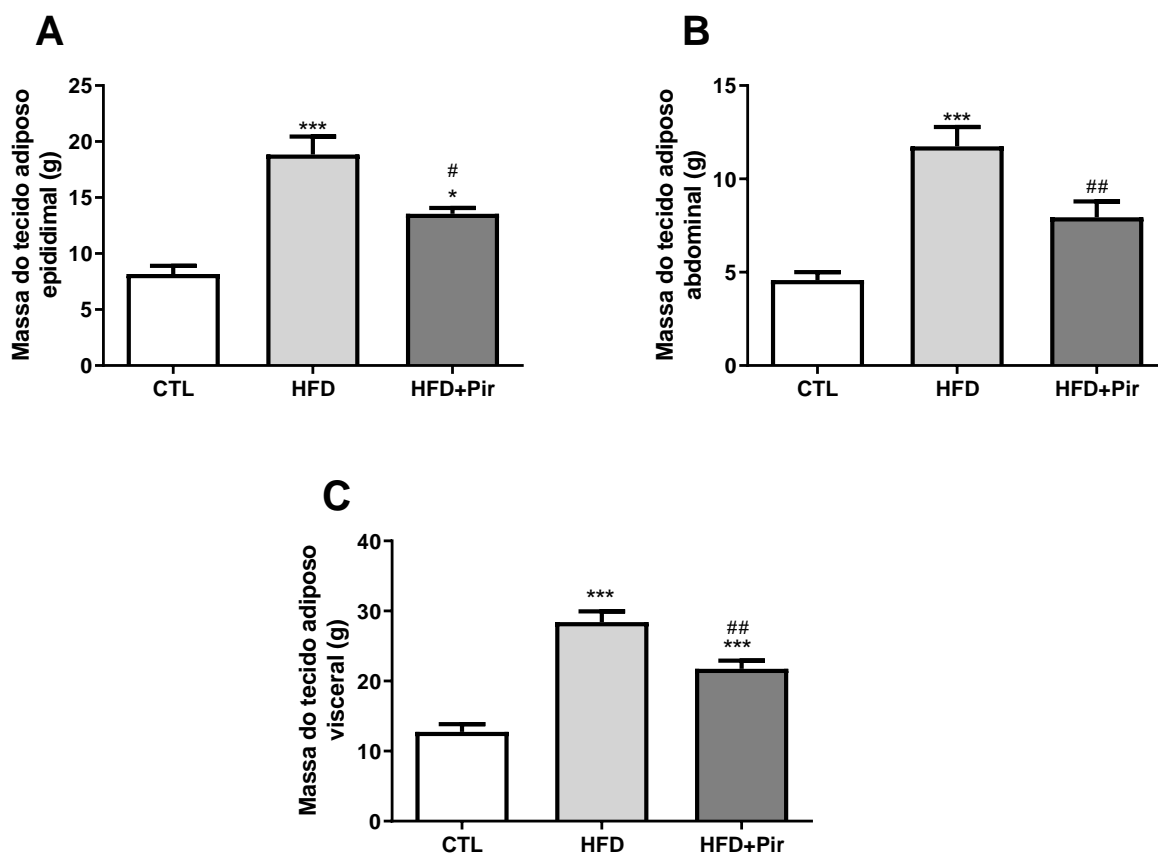 A
Massa do tecido adiposo
epididimal (g)
25
20
15
10
5
0
***
#
*
CTL
HFD
HFD+Pir
B
Massa do tecido adiposo
abdominal (g)
15
10
5
0
***
##
CTL
HFD
HFD+Pir
C
Massa do tecido adiposo
visceral (g)
40
30
20
10
0
***
##
***
CTL
HFD
HFD+Pir